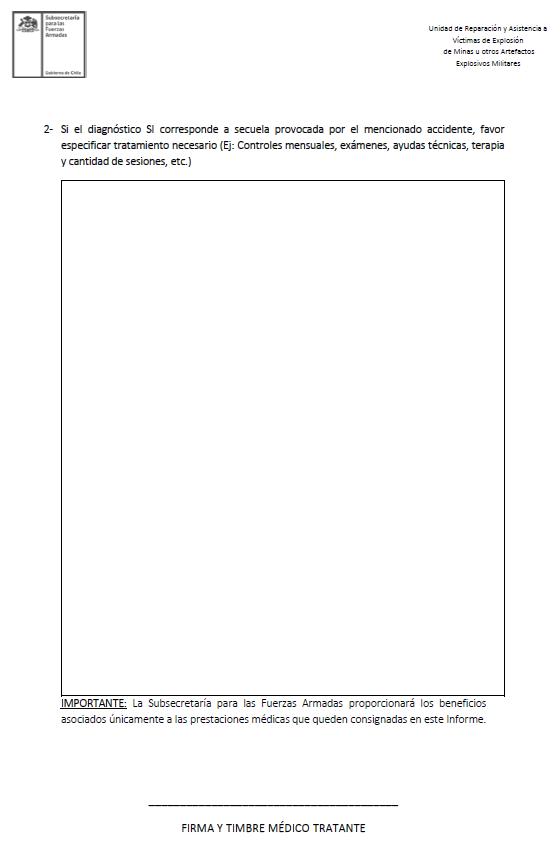 Subsecretaría
para las
Fuerzas
Armadas
Gobierno de Chile
Unidad de Reparación y Asistencia a
Víctimas de Explosión
de Minas u otros Artefactos
Explosivos Militares
2- Si el diagnóstico SI corresponde a secuela provocada por el mencionado accidente, favor
especificar tratamiento necesario (Ej: Controles mensuales, exámenes, ayudas técnicas, terapia
y cantidad de sesiones, etc.)
IMPORTANTE: La Subsecretaría para las Fuerzas Armadas proporcionará los beneficios
asociados únicamente a las prestaciones médicas que queden consignadas en este Informe.
FIRMA Y TIMBRE MÉDICO TRATANTE